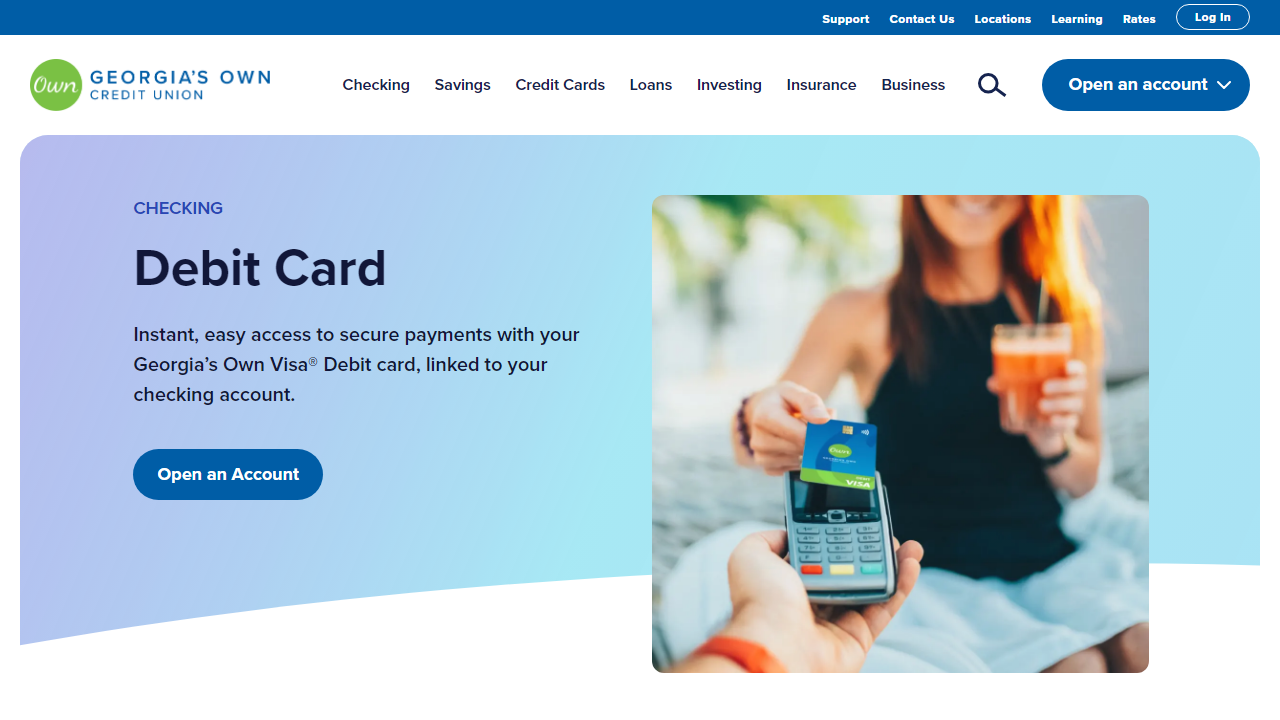 Support Contact Us Locations Learning Rates Log In
Own GEORGIA'S OWN
CREDIT UNION
Checking Savings Credit Cards Loans Investing Insurance Business
Open an account
CHECKING
Debit Card
Instant, easy access to secure payments with your
Georgia’s Own Visa® Debit card, linked to your
checking account.
Open an Account
Own
VISA